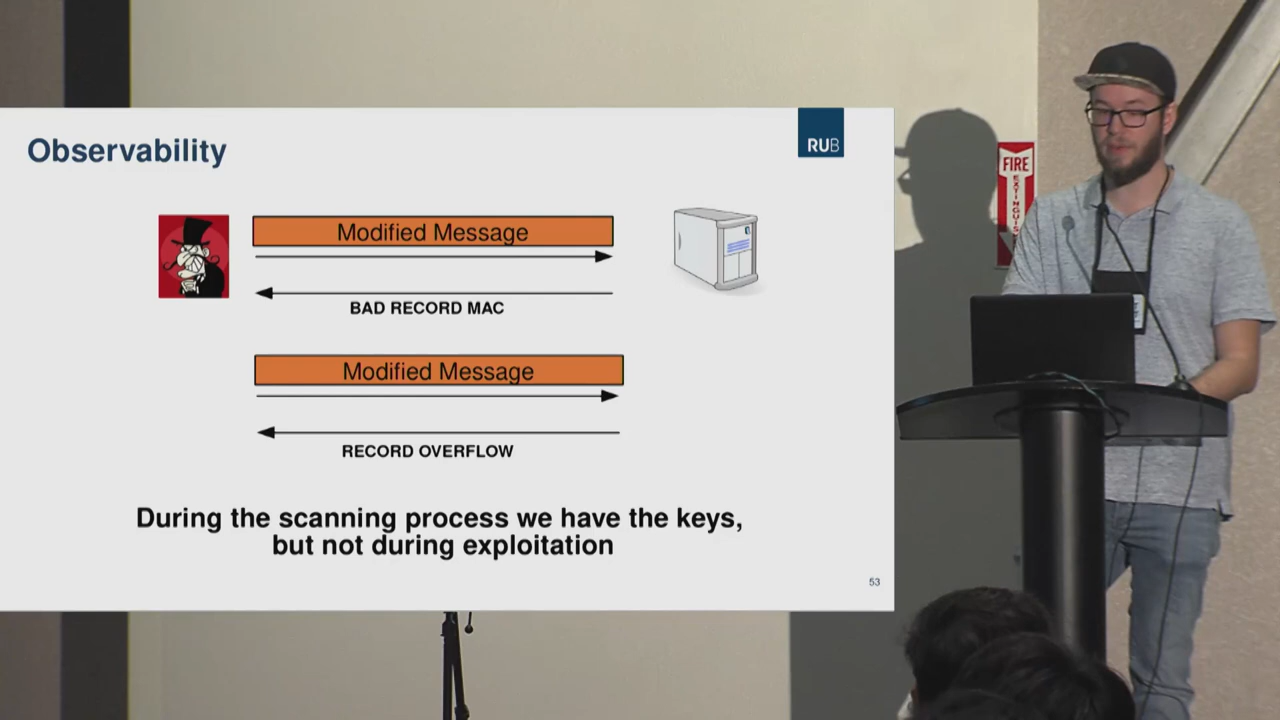 Observability
RUB
Modified Message
BAD RECORD MAC
Modified Message
RECORD OVERFLOW
During the scanning process we have the keys,
but not during exploitation
53
FIRE
EXTINGUIS